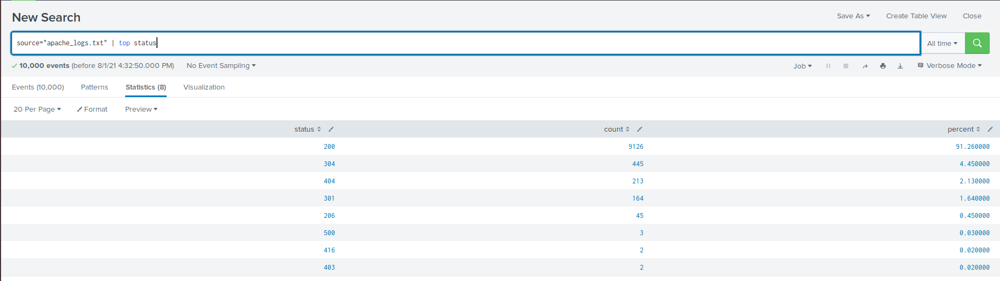 New Search
Save As Create Table View Close
source="apache_logs.txt" | top status
All time
10,000 events (before 8/1/21 4:32:50.000 PM) No Event Sampling
Job Verbose Mode
Events (10,000) Patterns Statistics (8) Visualization
20 Per Page Format Preview
status count percent
200 9126 91.260000
304 445 4.450000
404 213 2.130000
301 164 1.640000
206 45 0.450000
500 3 0.030000
416 2 0.020000
403 2 0.020000